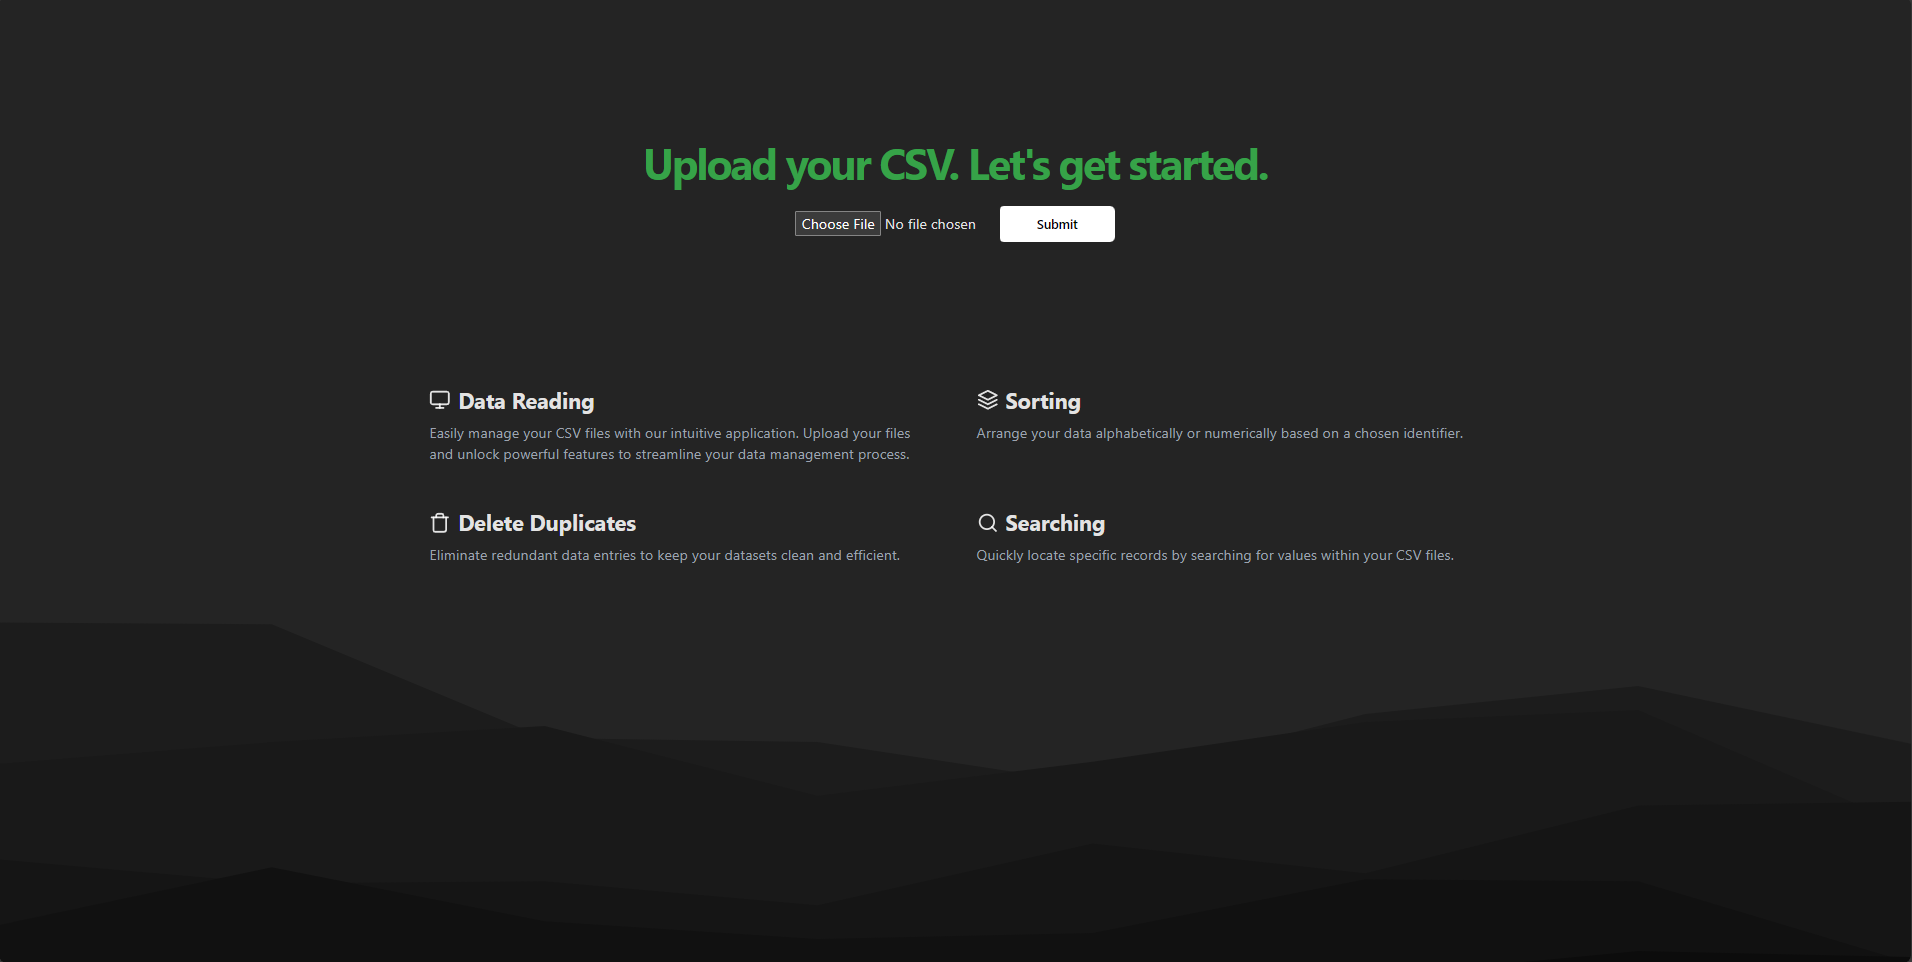 Upload your CSV. Let's get started.
Choose File No file chosen Submit
Data Reading
Easily manage your CSV files with our intuitive application. Upload your files
and unlock powerful features to streamline your data management process.
Sorting
Arrange your data alphabetically or numerically based on a chosen identifier.
Delete Duplicates
Eliminate redundant data entries to keep your datasets clean and efficient.
Searching
Quickly locate specific records by searching for values within your CSV files.